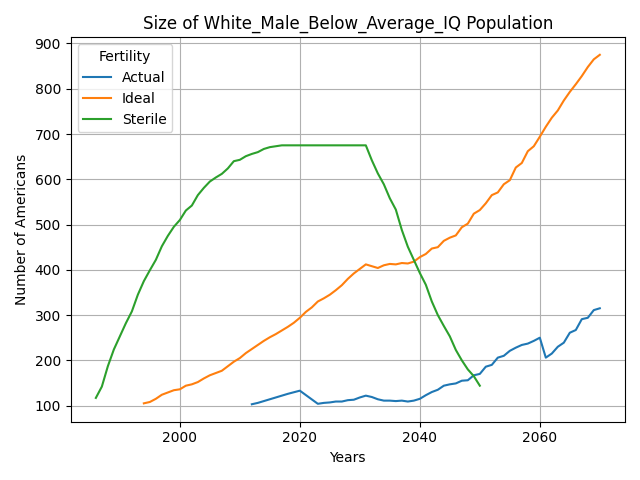 Size of White_Male_Below_Average_IQ Population
Number of Americans
900
800
700
600
500
400
300
200
100
Fertility
Actual
Ideal
Sterile
2000
2020
2040
2060
Years